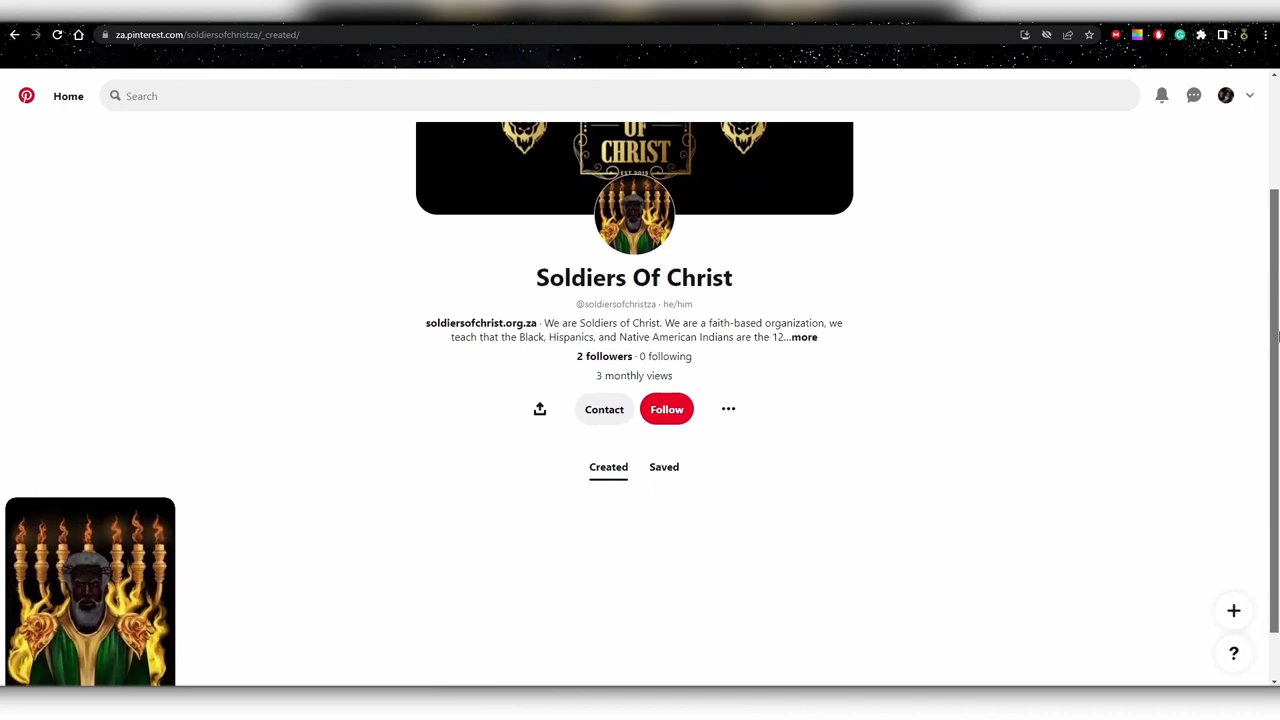 za.pinterest.com/soldiersofchristza/_created/
Home
Search
OF
CHRIST
EST 2015
Soldiers Of Christ
@soldiersofchristza · he/him
soldiersofchrist.org.za · We are Soldiers of Christ. We are a faith-based organization, we
teach that the Black, Hispanics, and Native American Indians are the 12...more
2 followers · 0 following
3 monthly views
Contact
Follow
Created
Saved